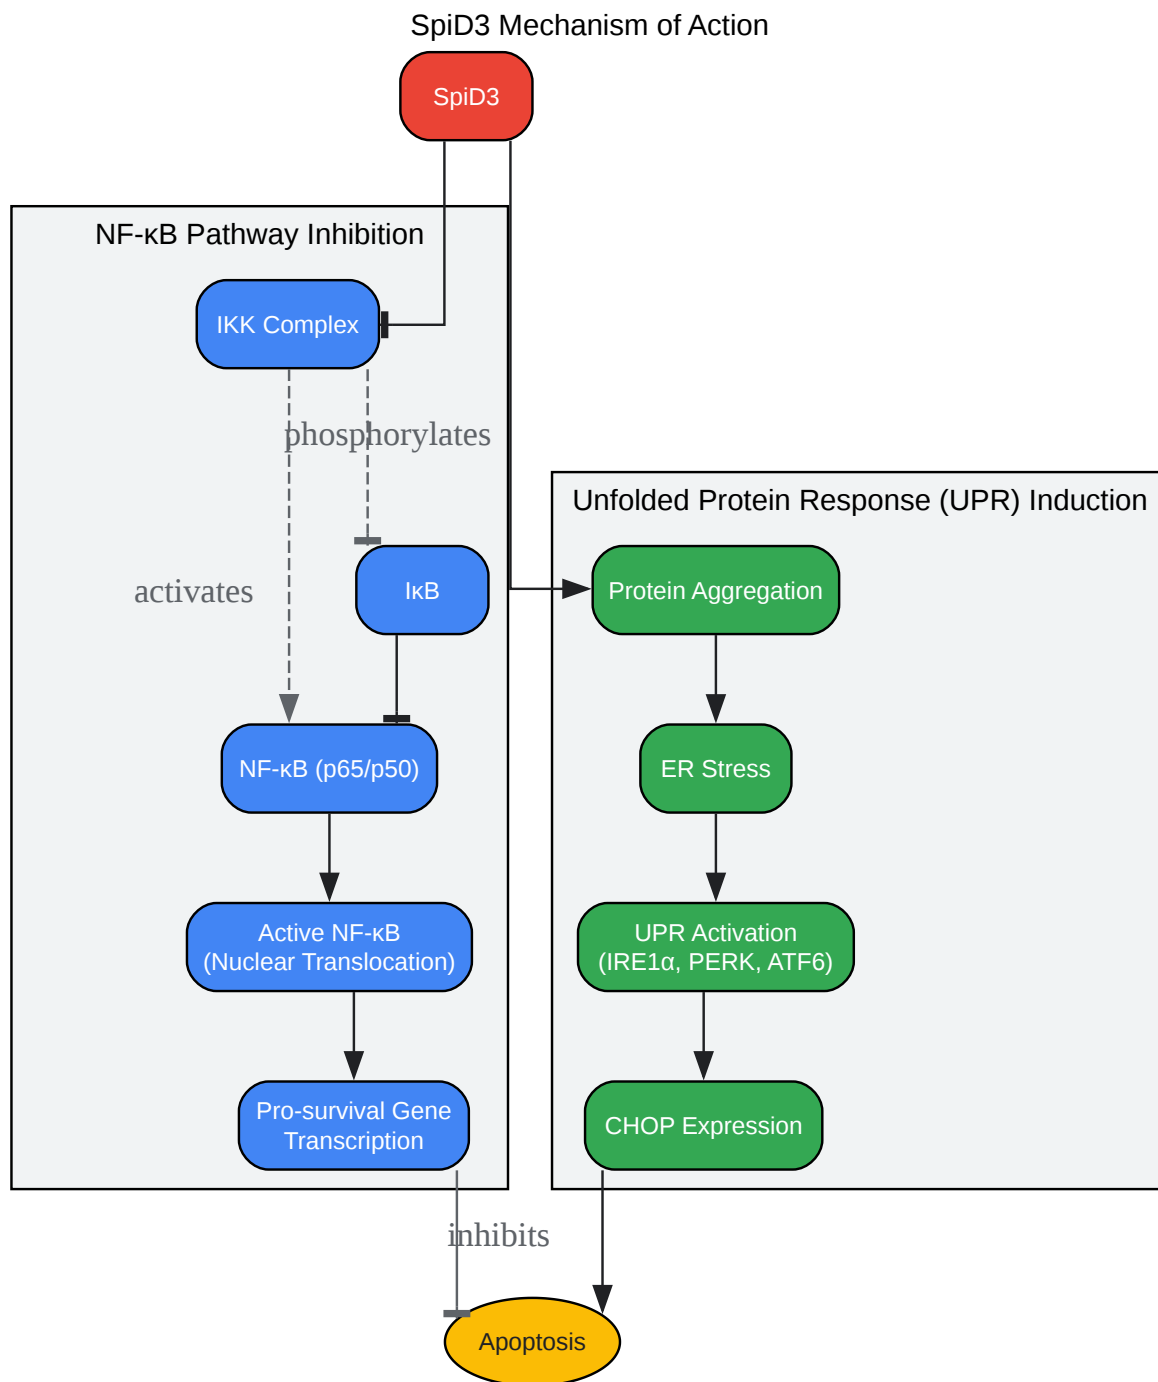 SpiD3 Mechanism of Action
SpiD3
NF-κB Pathway Inhibition
IKK Complex
phosphorylates
activates
IκB
NF-κB (p65/p50)
Active NF-κB
(Nuclear Translocation)
Pro-survival Gene
Transcription
Unfolded Protein Response (UPR) Induction
Protein Aggregation
ER Stress
UPR Activation
(IRE1α, PERK, ATF6)
CHOP Expression
inhibits
Apoptosis